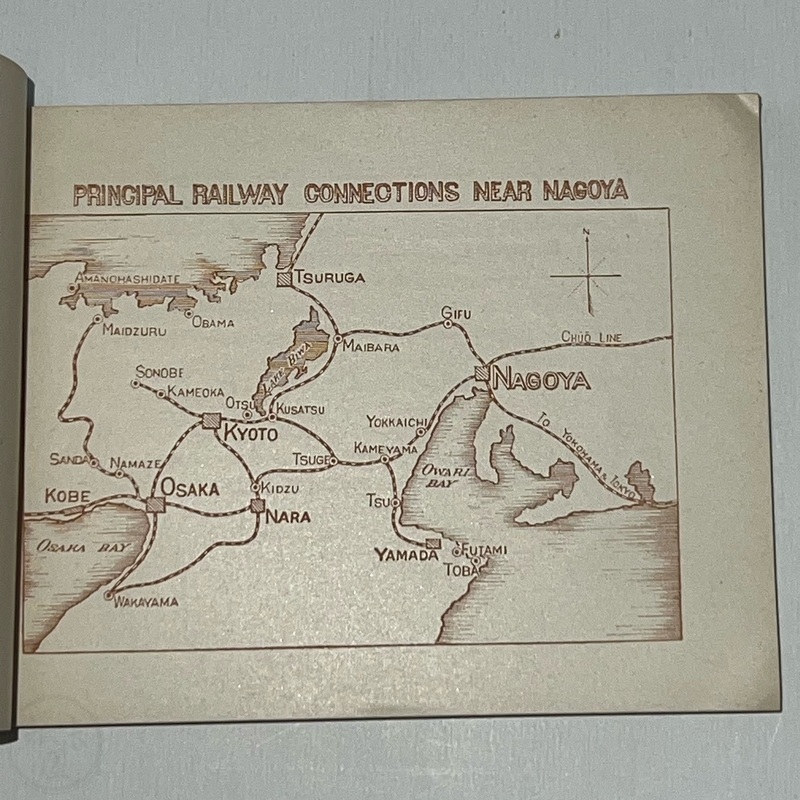 PRINCIPAL RAILWAY CONNECTIONS NEAR NAGOYA
N
AMANOHASHIDATE
TSURUGA
MAIDZURU
OBAMA
GIFU
CHŪŌ LINE
MAIBARA
LAKE BIWA
SONOBE
KAMEOKA
NAGOYA
OTSU
KUSATSU
KYOTO
YOKKAICHI
TO YOKOHAMA & TOKYO
KAMEYAMA
TSUGE
SANDA
NAMAZE
OWARI
BAY
KOBE
OSAKA
KIDZU
NARA
TSU
OSAKA BAY
YAMADA
FUTAMI
TOBA
WAKAYAMA